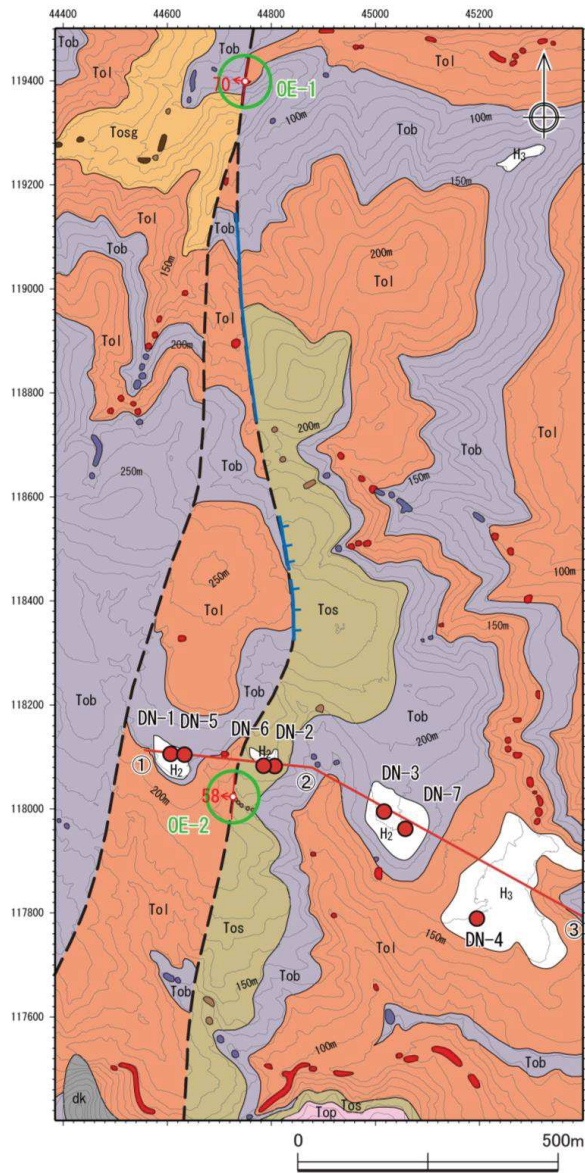 44400 44600 44800 45000 45200
Tob
Tol
119400
70
OE-1
100m
Tob
100m
Tosg
H3
119200
150m
Tol
Tob
200m
Tob
150m
Tol
119000
Tol
Tol
200m
118800
200m
Tob
Tol
250m
Tob
150m
118600
250m
100m
118400
Tol
Tos
150m
118200
Tob
Tob
Tob
DN-1 DN-5
DN-6
DN-2
200m
①
H2
H2
②
DN-3
200m
58
DN-7
118000
OE-2
H2
H3
117800
Tol
Tos
Tol
150m
DN-4
③
Tob
150m
Tob
117600
100m
100m
Tob
dk
Tos
Top
0 500m